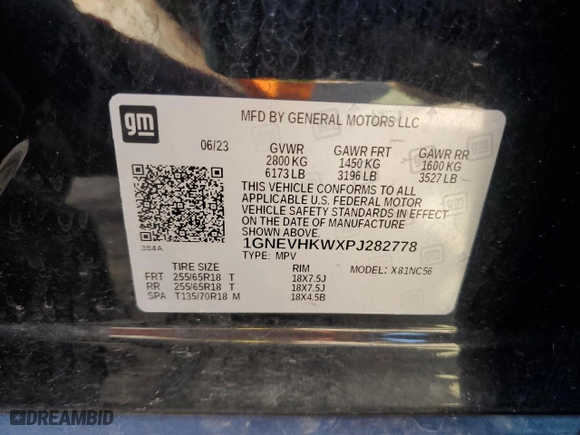 gm
MFD BY GENERAL MOTORS LLC
06/23 GVWR GAWR FRT GAWR RR
2800 KG 1450 KG 1600 KG
6173 LB 3196 LB 3527 LB
THIS VEHICLE CONFORMS TO ALL
APPLICABLE U.S. FEDERAL MOTOR
VEHICLE SAFETY STANDARDS IN EFFECT
ON THE DATE OF MANUFACTURE
SHOWN ABOVE.
1GNEVHKWXPJ282778
3B4A TYPE: MPV MODEL: X81NC56
TIRE SIZE RIM
FRT 255/65R18 T 18X7.5J
RR 255/65R18 T 18X7.5J
SPA T135/70R18 M 18X4.5B
DREAMBID